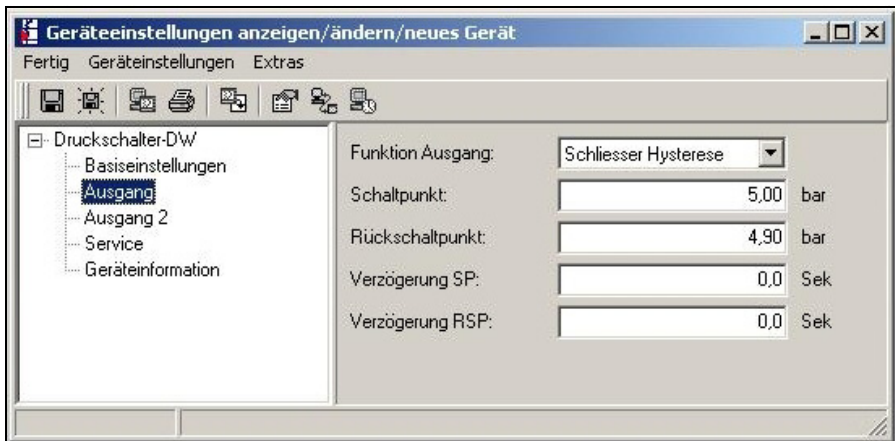 Geräteeinstellungen anzeigen/ändern/neues Gerät
Fertig Geräteinstellungen Extras
Druckschalter-DW
Basiseinstellungen
Ausgang
Ausgang 2
Service
Geräteinformation
Funktion Ausgang: Schliesser Hysterese
Schaltpunkt: 5,00 bar
Rückschaltpunkt: 4,90 bar
Verzögerung SP: 0,0 Sek
Verzögerung RSP: 0,0 Sek